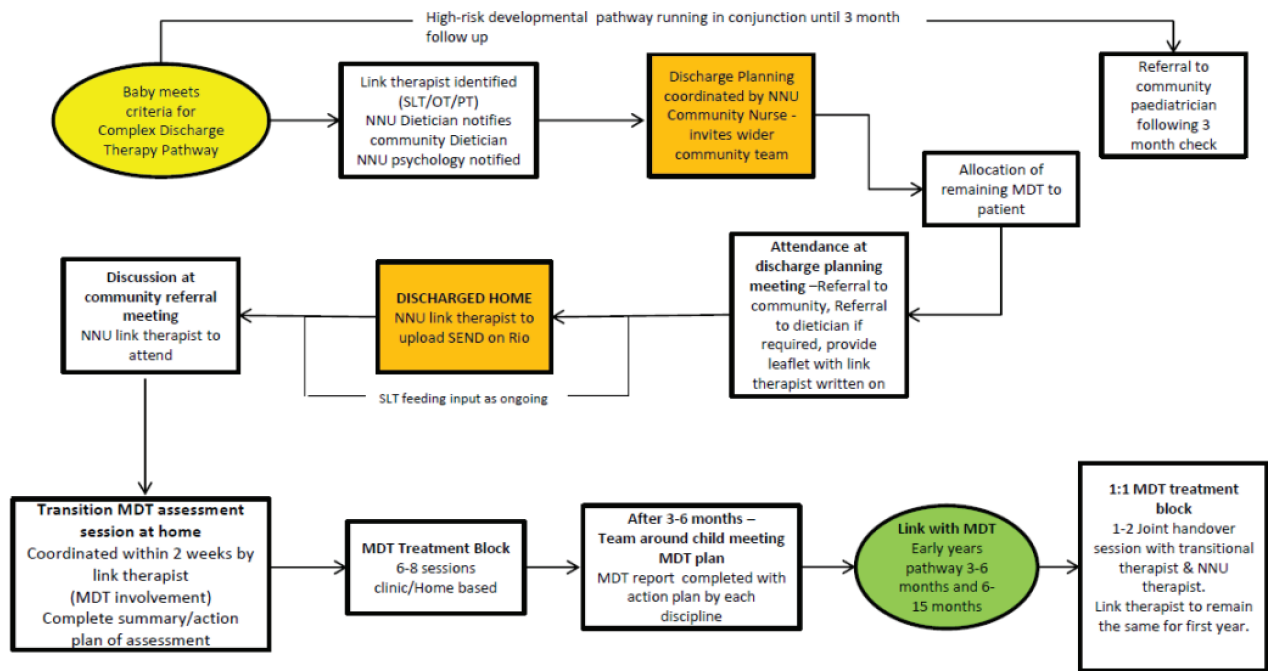 High-risk developmental pathway running in conjunction until 3 month
follow up
Baby meets
criteria for
Complex Discharge
Therapy Pathway
Link therapist identified
(SLT/OT/PT)
NNU Dietician notifies
community Dietician
NNU psychology notified
Discharge Planning
coordinated by NNU
Community Nurse -
invites wider
community team
Referral to
community
paediatrician
following 3
month check
Allocation of
remaining MDT to
patient
Attendance at
discharge planning
meeting –Referral to
community, Referral
to dietician if
required, provide
leaflet with link
therapist written on
DISCHARGED HOME
NNU link therapist to
upload SEND on Rio
Discussion at
community referral
meeting
NNU link therapist to
attend
SLT feeding input as ongoing
Transition MDT assessment
session at home
Coordinated within 2 weeks by
link therapist
(MDT involvement)
Complete summary/action
plan of assessment
MDT Treatment Block
6-8 sessions
clinic/Home based
After 3-6 months –
Team around child meeting
MDT plan
MDT report completed with
action plan by each
discipline
Link with MDT
Early years
pathway 3-6
months and 6-
15 months
1:1 MDT treatment
block
1-2 Joint handover
session with transitional
therapist & NNU
therapist.
Link therapist to remain
the same for first year.